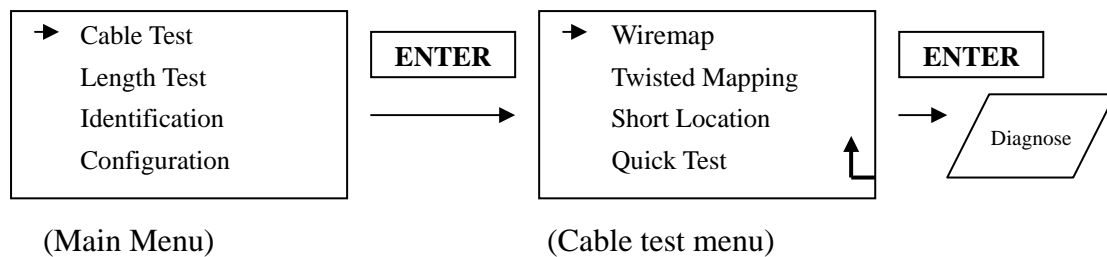 Cable Test
Length Test
Identification
Configuration
(Main Menu)
ENTER
Wiremap
Twisted Mapping
Short Location
Quick Test
(Cable test menu)
ENTER
Diagnose